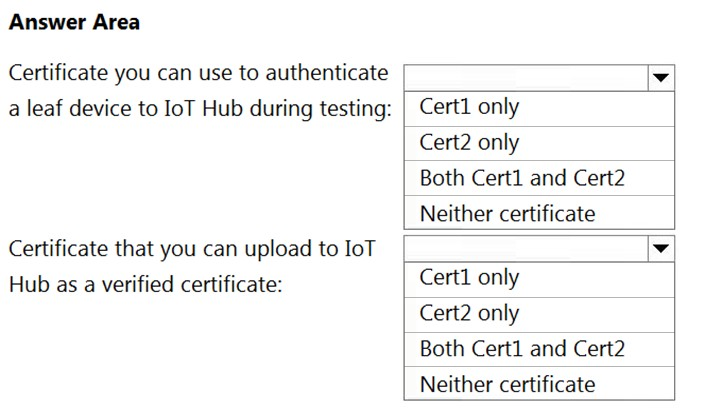 Answer Area
Certificate you can use to authenticate
a leaf device to IoT Hub during testing:
Cert1 only
Cert2 only
Both Cert1 and Cert2
Neither certificate
Certificate that you can upload to IoT
Hub as a verified certificate:
Cert1 only
Cert2 only
Both Cert1 and Cert2
Neither certificate